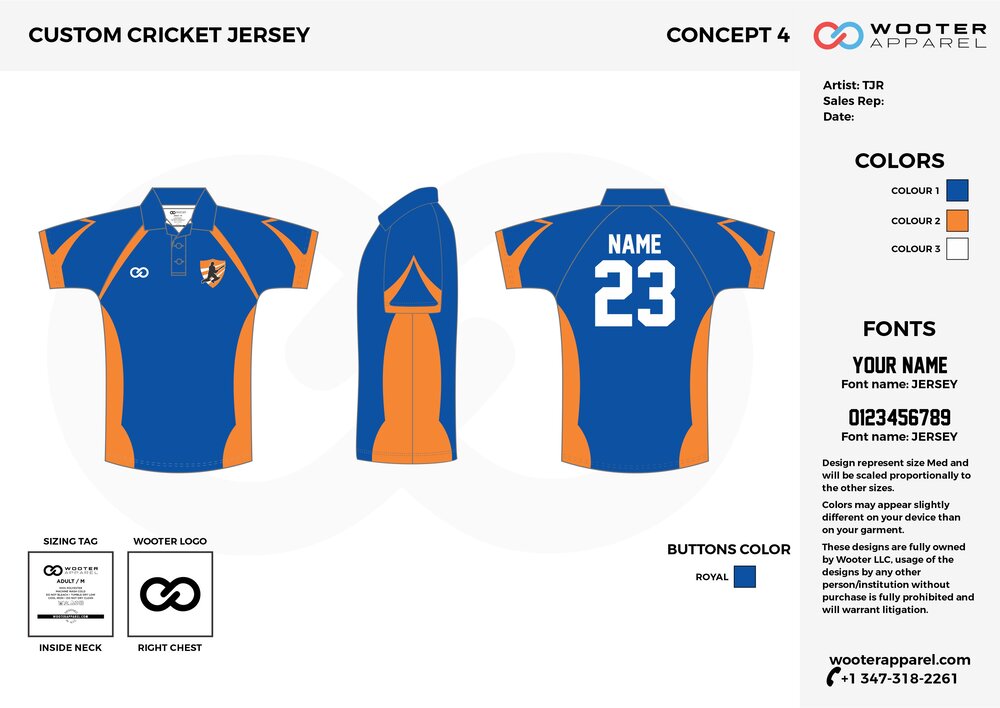 CUSTOM CRICKET JERSEY
CONCEPT 4
WOOTER
APPAREL
Artist: TJR
Sales Rep:
Date:
COLORS
COLOUR 1
COLOUR 2
COLOUR 3
FONTS
YOUR NAME
Font name: JERSEY
0123456789
Font name: JERSEY
Design represent size Med and
will be scaled proportionally to
the other sizes.
Colors may appear slightly
different on your device than
on your garment.
These designs are fully owned
by Wooter LLC, usage of the
designs by any other
person/institution without
purchase is fully prohibited and
will warrant litigation.
wooterapparel.com
+1 347-318-2261
NAME
23
SIZING TAG
WOOTER
APPAREL
ADULT / M
INSIDE NECK
WOOTER LOGO
RIGHT CHEST
BUTTONS COLOR
ROYAL